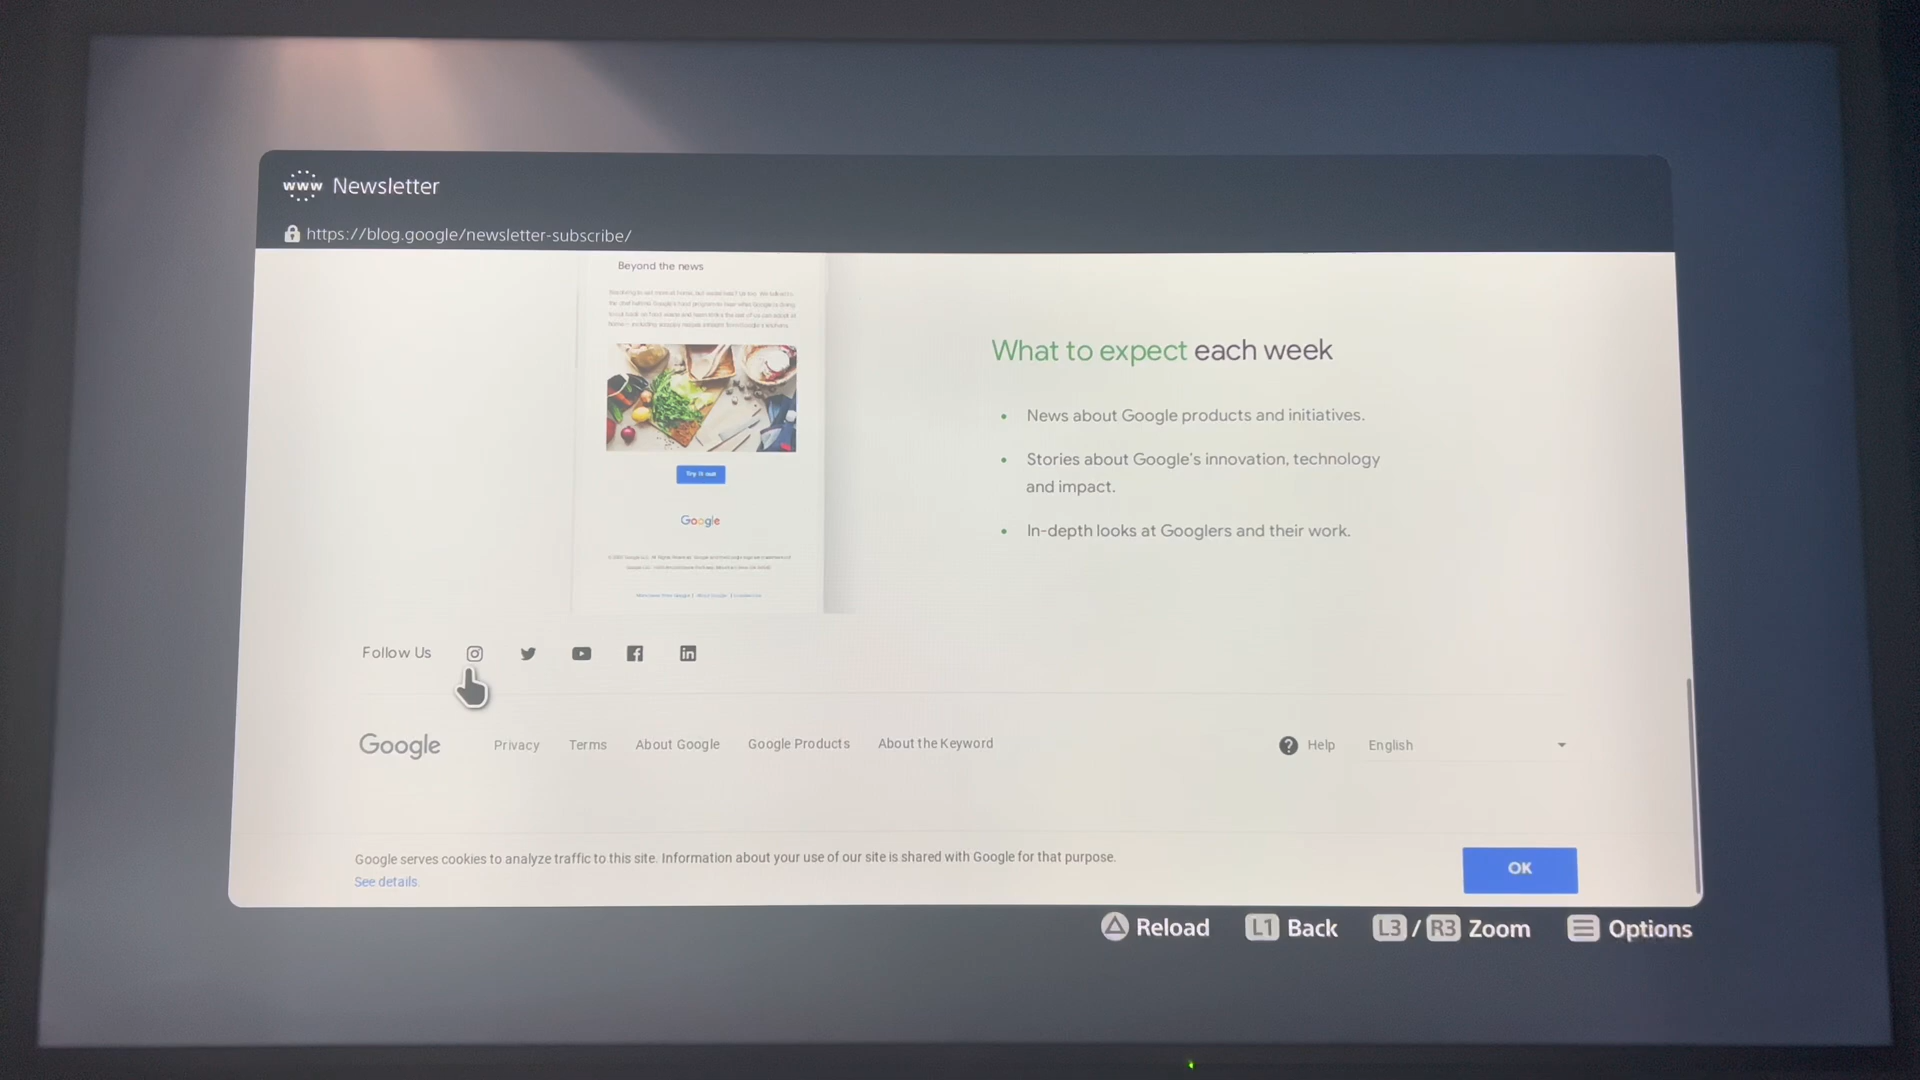 www Newsletter
https://blog.google/newsletter-subscribe/
Beyond the news
Try it out
Google
What to expect each week
• News about Google products and initiatives.
• Stories about Google's innovation, technology
and impact.
• In-depth looks at Googlers and their work.
Follow Us
Google Privacy Terms About Google Google Products About the Keyword ? Help English
Google serves cookies to analyze traffic to this site. Information about your use of our site is shared with Google for that purpose.
See details.
OK
Reload L1 Back L3 / R3 Zoom Options